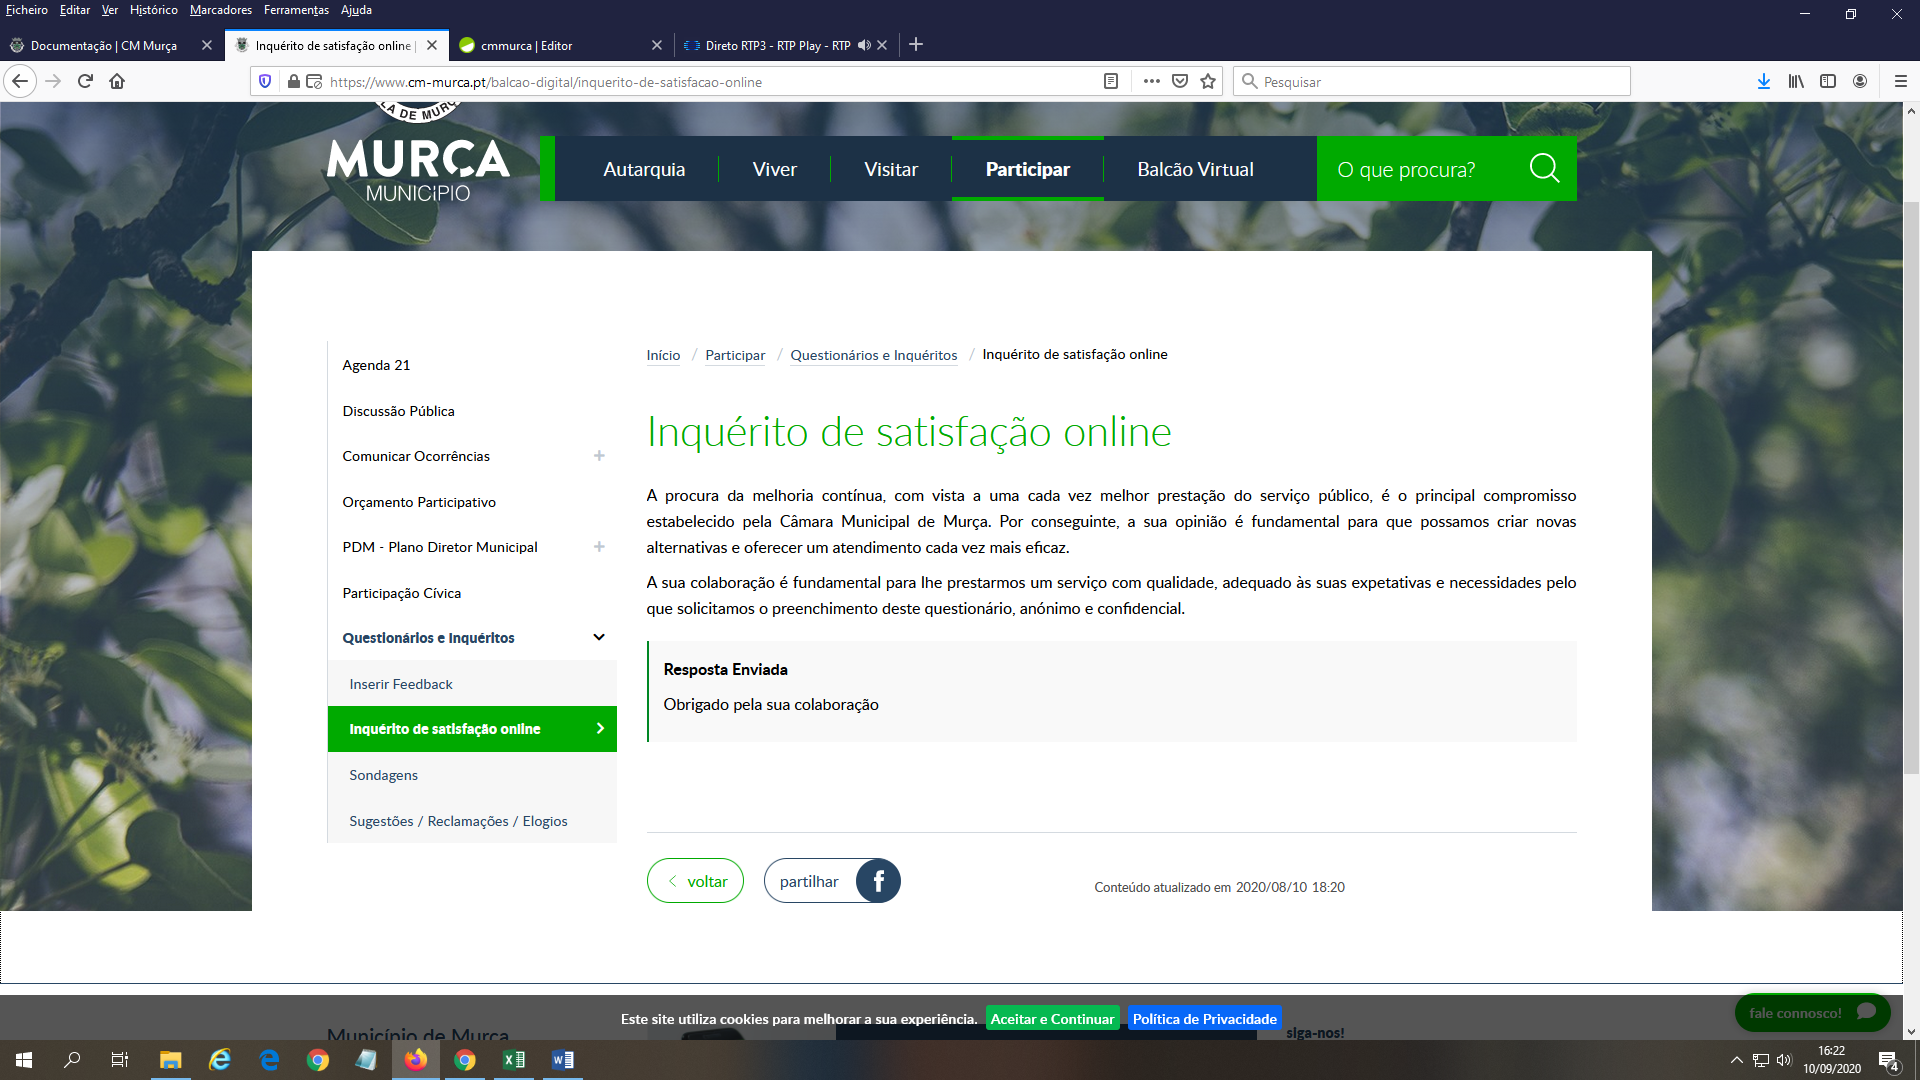 Ficheiro Editar Ver Histórico Marcadores Ferramentas Ajuda
Documentação | CM Murça
Inquérito de satisfação online |
cmmurca | Editor
Direto RTP3 - RTP Play - RTP
https://www.cm-murca.pt/balcao-digital/inquerito-de-satisfacao-online
Pesquisar
LA DE MURÇ
MURÇA
MUNICÍPIO
Autarquia
Viver
Visitar
Participar
Balcão Virtual
O que procura?
Agenda 21
Discussão Pública
Comunicar Ocorrências
Orçamento Participativo
PDM - Plano Diretor Municipal
Participação Cívica
Questionários e Inquéritos
Inserir Feedback
Inquérito de satisfação online
Sondagens
Sugestões / Reclamações / Elogios
Início / Participar / Questionários e Inquéritos / Inquérito de satisfação online
Inquérito de satisfação online
A procura da melhoria contínua, com vista a uma cada vez melhor prestação do serviço público, é o principal compromisso
estabelecido pela Câmara Municipal de Murça. Por conseguinte, a sua opinião é fundamental para que possamos criar novas
alternativas e oferecer um atendimento cada vez mais eficaz.
A sua colaboração é fundamental para lhe prestarmos um serviço com qualidade, adequado às suas expetativas e necessidades pelo
que solicitamos o preenchimento deste questionário, anónimo e confidencial.
Resposta Enviada
Obrigado pela sua colaboração
voltar
partilhar
Conteúdo atualizado em 2020/08/10 18:20
Este site utiliza cookies para melhorar a sua experiência. Aceitar e Continuar Política de Privacidade
fale connosco!
Município de Murça
siga-nos!
16:22
10/09/2020
4